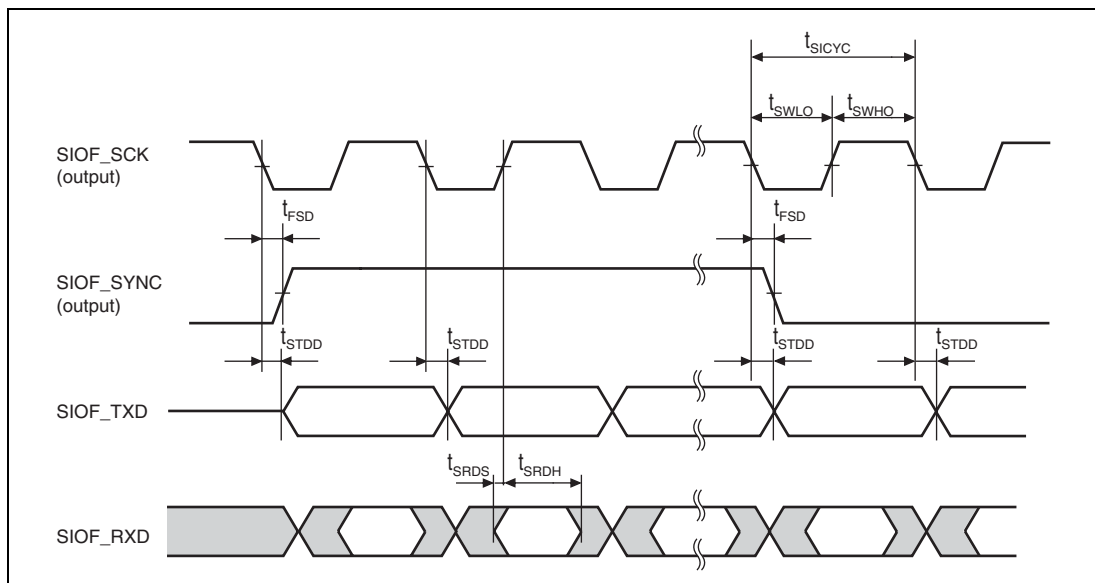 tSICYC
tSWLO tSWHO
SIOF_SCK
(output)
tFSD tFSD
SIOF_SYNC
(output)
tSTDD tSTDD tSTDD tSTDD
SIOF_TXD
tSRDS tSRDH
SIOF_RXD